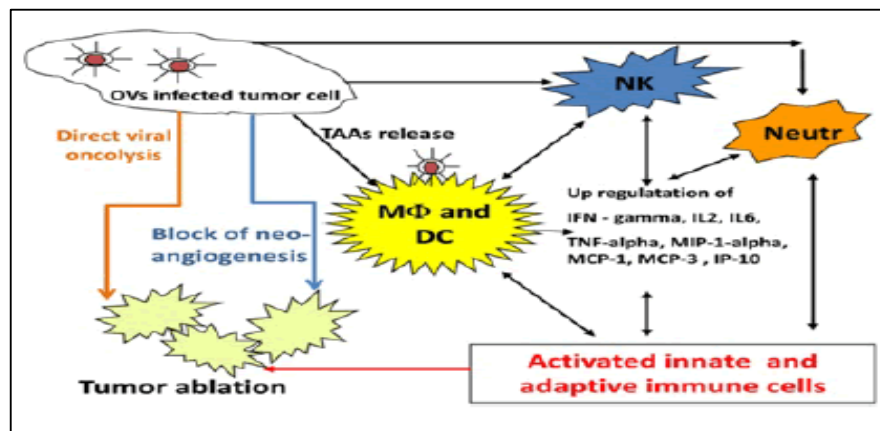 OVs infected tumor cell
NK
Neutr
Direct viral
oncolysis
TAAs release
MΦ and
DC
Up regulatation of
IFN - gamma, IL2, IL6,
TNF-alpha, MIP-1-alpha,
MCP-1, MCP-3 , IP-10
Block of neo-
angiogenesis
Tumor ablation
Activated innate and
adaptive immune cells